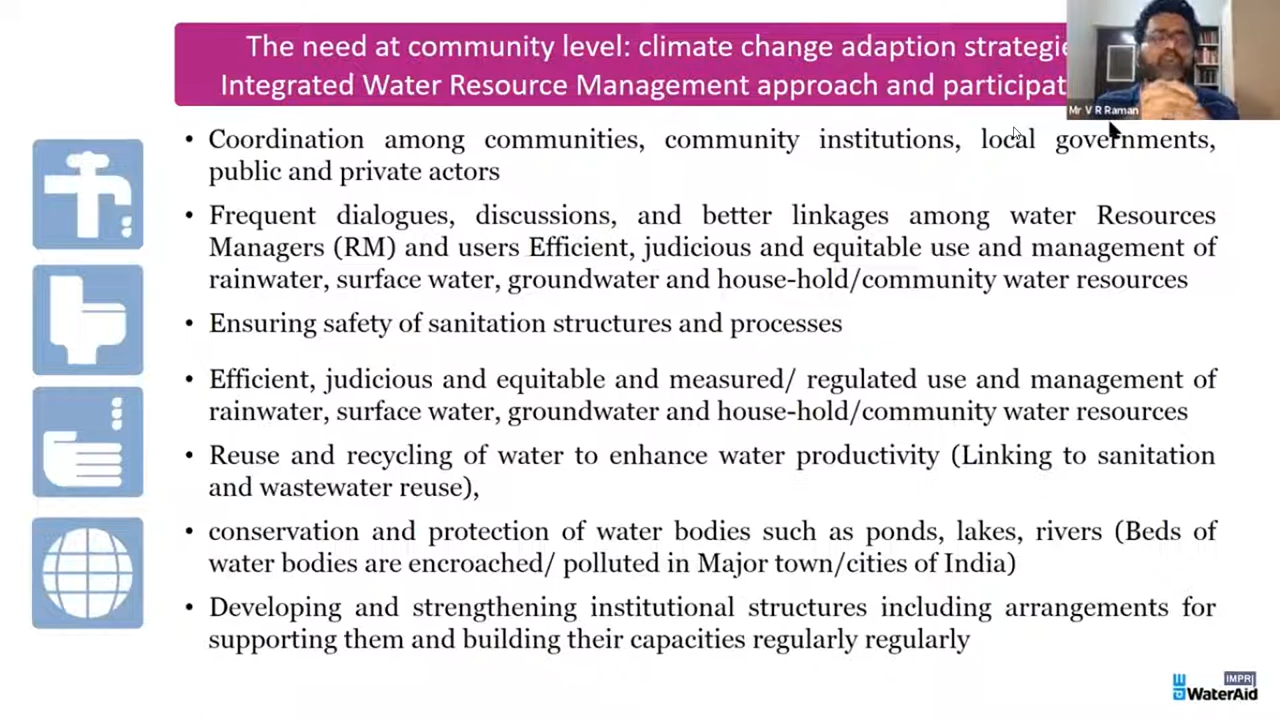 The need at community level: climate change adaption
Integrated Water Resource Management approach and
Mr V R Raman
• Coordination among communities, community institutions, local governments,
public and private actors
• Frequent dialogues, discussions, and better linkages among water Resources
Managers (RM) and users Efficient, judicious and equitable use and management of
rainwater, surface water, groundwater and house-hold/community water resources
• Ensuring safety of sanitation structures and processes
• Efficient, judicious and equitable and measured/ regulated use and management of
rainwater, surface water, groundwater and house-hold/community water resources
• Reuse and recycling of water to enhance water productivity (Linking to sanitation
and wastewater reuse),
• conservation and protection of water bodies such as ponds, lakes, rivers (Beds of
water bodies are encroached/ polluted in Major town/cities of India)
• Developing and strengthening institutional structures including arrangements for
supporting them and building their capacities regularly regularly
IMPRI
WaterAid